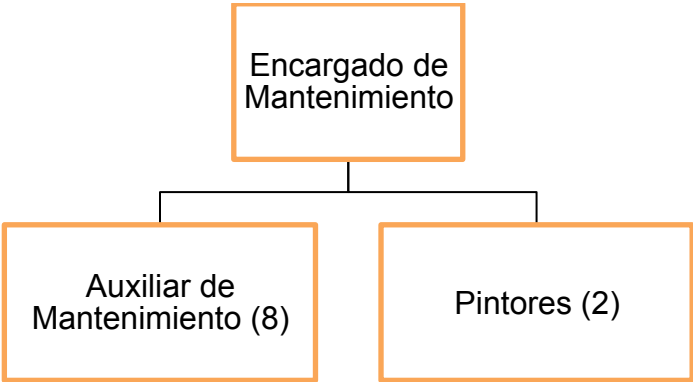 Encargado de
Mantenimiento
Auxiliar de
Mantenimiento (8)
Pintores (2)